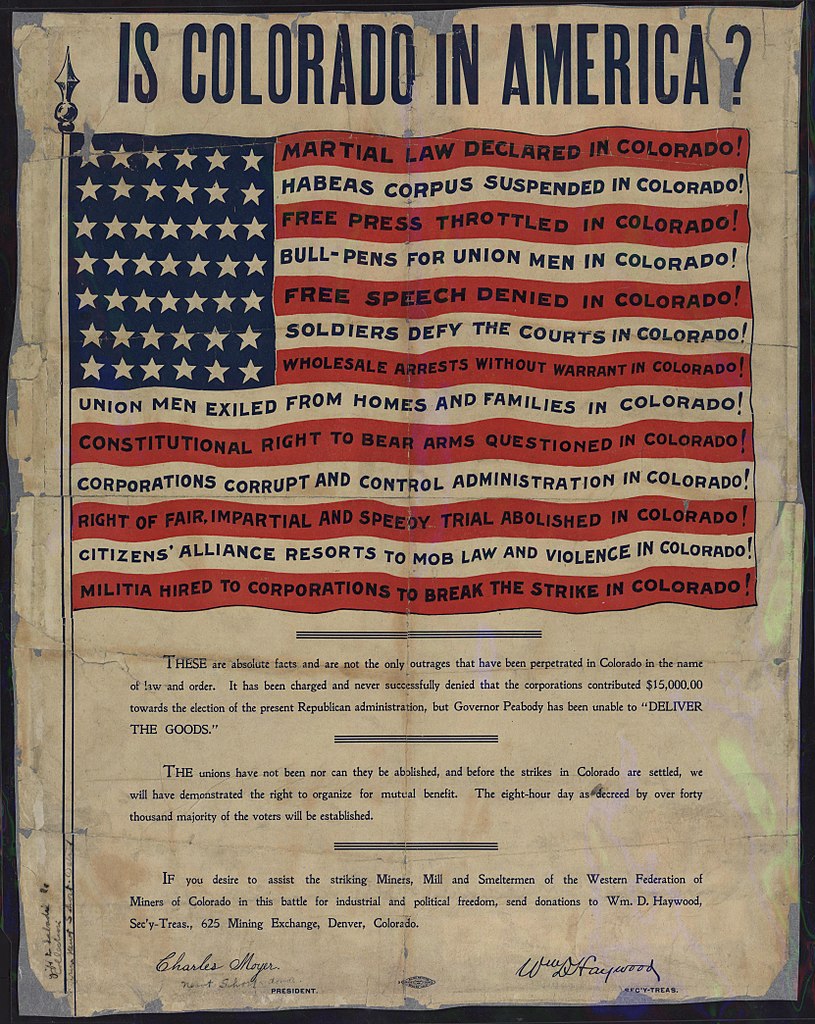 IS COLORADO IN AMERICA?
MARTIAL LAW DECLARED IN COLORADO!
HABEAS CORPUS SUSPENDED IN COLORADO!
FREE PRESS THROTTLED IN COLORADO!
BULL-PENS FOR UNION MEN IN COLORADO!
FREE SPEECH DENIED IN COLORADO!
SOLDIERS DEFY THE COURTS IN COLORADO!
WHOLESALE ARRESTS WITHOUT WARRANT IN COLORADO!
UNION MEN EXILED FROM HOMES AND FAMILIES IN COLORADO!
CONSTITUTIONAL RIGHT TO BEAR ARMS QUESTIONED IN COLORADO!
CORPORATIONS CORRUPT AND CONTROL ADMINISTRATION IN COLORADO!
RIGHT OF FAIR, IMPARTIAL AND SPEEDY TRIAL ABOLISHED IN COLORADO!
CITIZENS' ALLIANCE RESORTS TO MOB LAW AND VIOLENCE IN COLORADO!
MILITIA HIRED TO CORPORATIONS TO BREAK THE STRIKE IN COLORADO!
THESE are absolute facts and are not the only outrages that have been perpetrated in Colorado in the name
of law and order. It has been charged and never successfully denied that the corporations contributed $15,000.00
towards the election of the present Republican administration, but Governor Peabody has been unable to "DELIVER
THE GOODS."
THE unions have not been nor can they be abolished, and before the strikes in Colorado are settled, we
will have demonstrated the right to organize for mutual benefit. The eight-hour day as decreed by over forty
thousand majority of the voters will be established.
IF you desire to assist the striking Miners, Mill and Smeltermen of the Western Federation of
Miners of Colorado in this battle for industrial and political freedom, send donations to Wm. D. Haywood,
Sec'y-Treas., 625 Mining Exchange, Denver, Colorado.
Charles Moyer. Wm D Haywood
PRESIDENT. SEC'Y-TREAS.